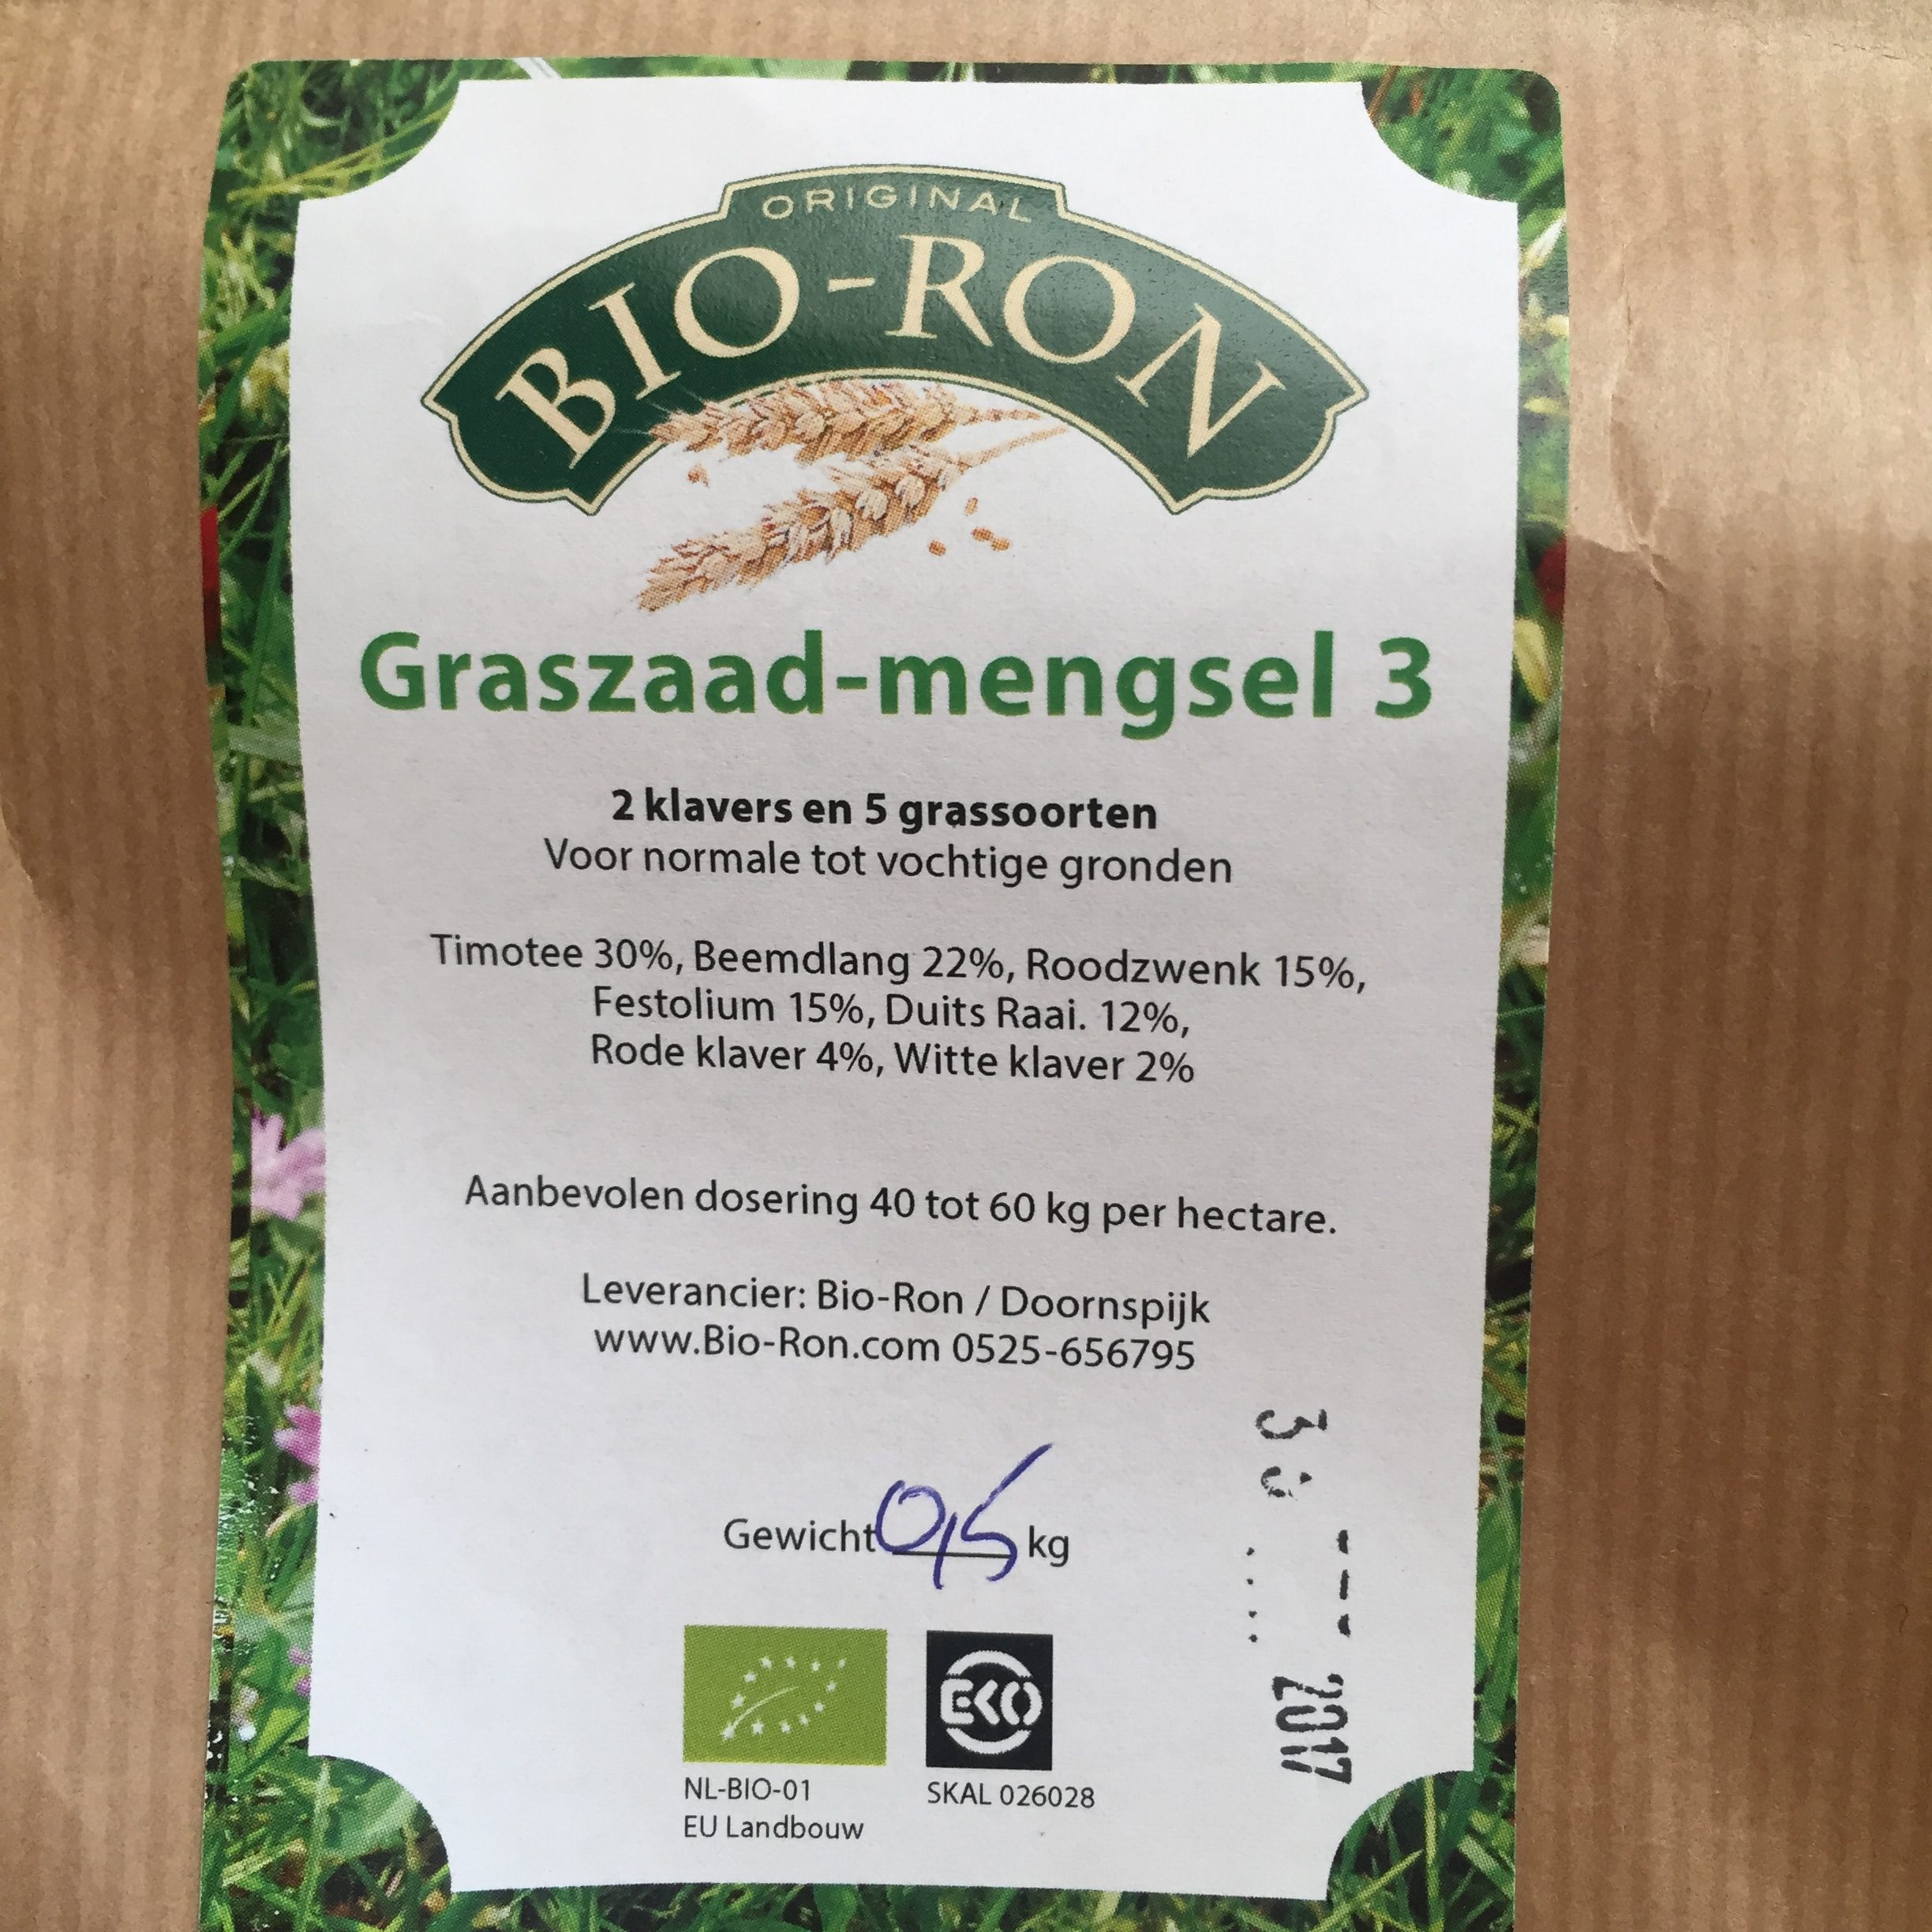 ORIGINAL
BIO-RON
Graszaad-mengsel 3
2 klavers en 5 grassoorten
Voor normale tot vochtige gronden
Timotee 30%, Beemdlang 22%, Roodzwenk 15%,
Festolium 15%, Duits Raai. 12%,
Rode klaver 4%, Witte klaver 2%
Aanbevolen dosering 40 tot 60 kg per hectare.
Leverancier: Bio-Ron / Doornspijk
www.Bio-Ron.com 0525-656795
Gewicht 0,5 kg
EKO
NL-BIO-01
EU Landbouw
SKAL 026028
2017